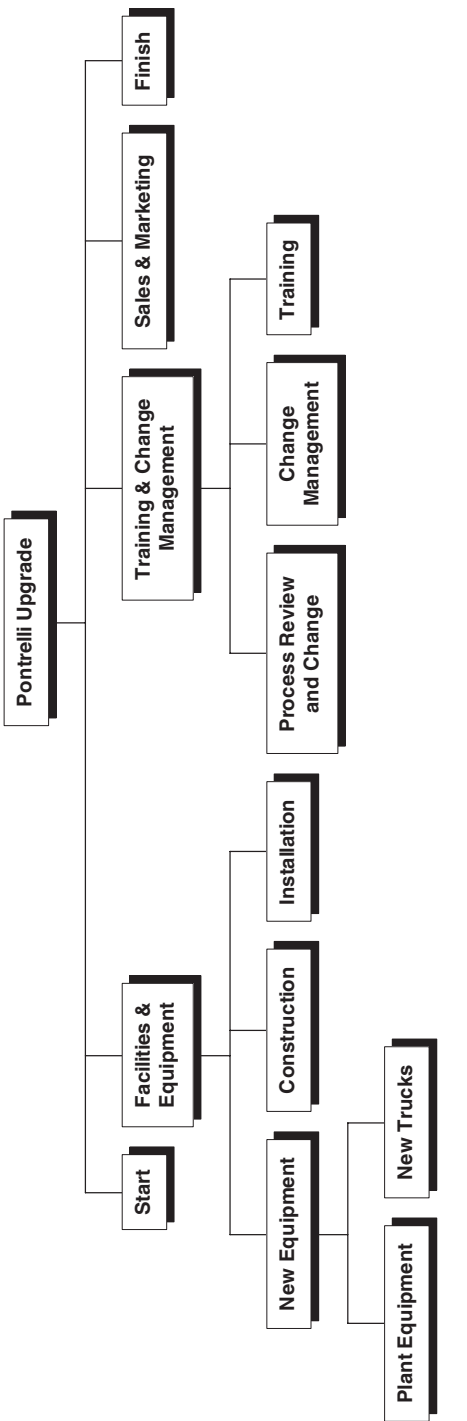 Pontrelli Upgrade
Start
Facilities &
Equipment
Training & Change
Management
Sales & Marketing
Finish
New Equipment
Construction
Installation
Process Review
and Change
Change
Management
Training
Plant Equipment
New Trucks